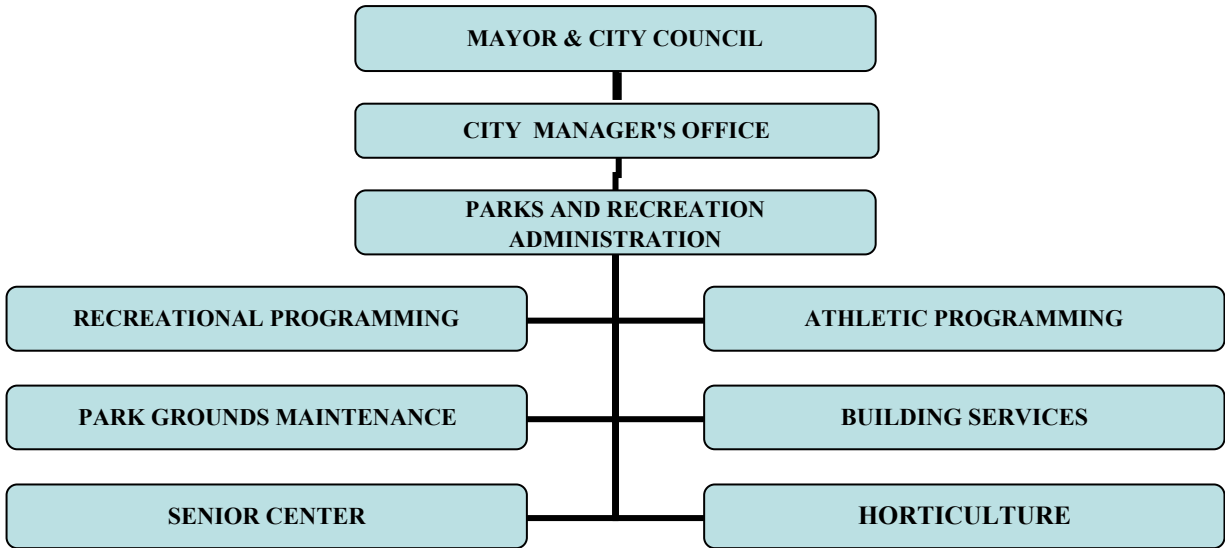 MAYOR & CITY COUNCIL
CITY MANAGER'S OFFICE
PARKS AND RECREATION
ADMINISTRATION
RECREATIONAL PROGRAMMING
ATHLETIC PROGRAMMING
PARK GROUNDS MAINTENANCE
BUILDING SERVICES
SENIOR CENTER
HORTICULTURE